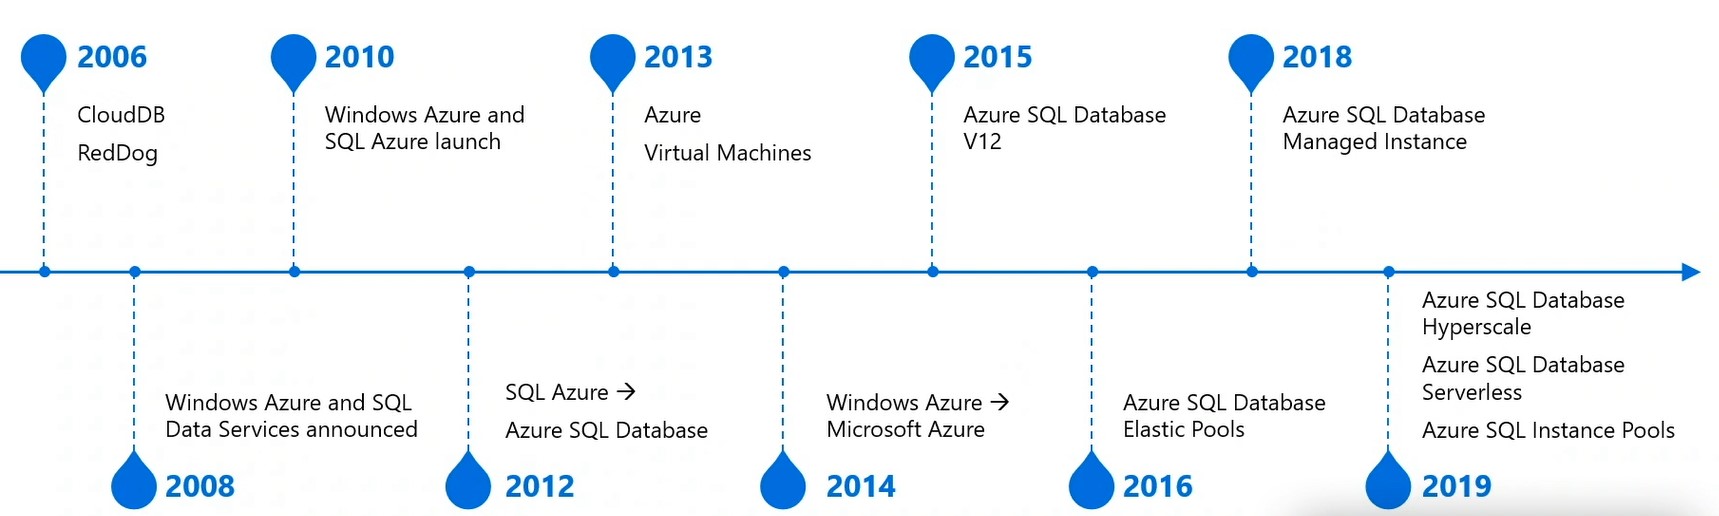 2006
CloudDB
RedDog
2010
Windows Azure and
SQL Azure launch
2013
Azure
Virtual Machines
2015
Azure SQL Database
V12
2018
Azure SQL Database
Managed Instance
Windows Azure and SQL
Data Services announced
2008
SQL Azure →
Azure SQL Database
2012
Windows Azure →
Microsoft Azure
2014
Azure SQL Database
Elastic Pools
2016
Azure SQL Database
Hyperscale
Azure SQL Database
Serverless
Azure SQL Instance Pools
2019